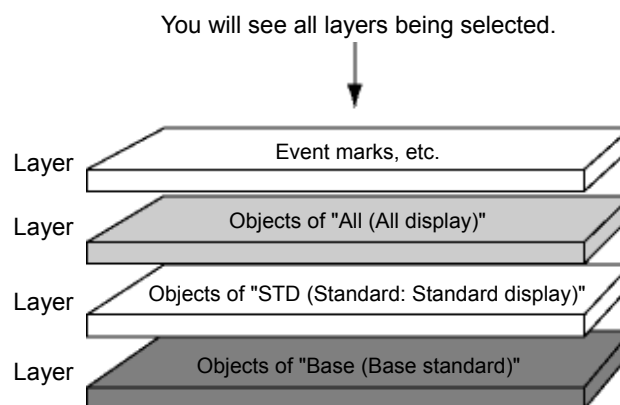 You will see all layers being selected.
Layer
Event marks, etc.
Layer
Objects of "All (All display)"
Layer
Objects of "STD (Standard: Standard display)"
Layer
Objects of "Base (Base standard)"